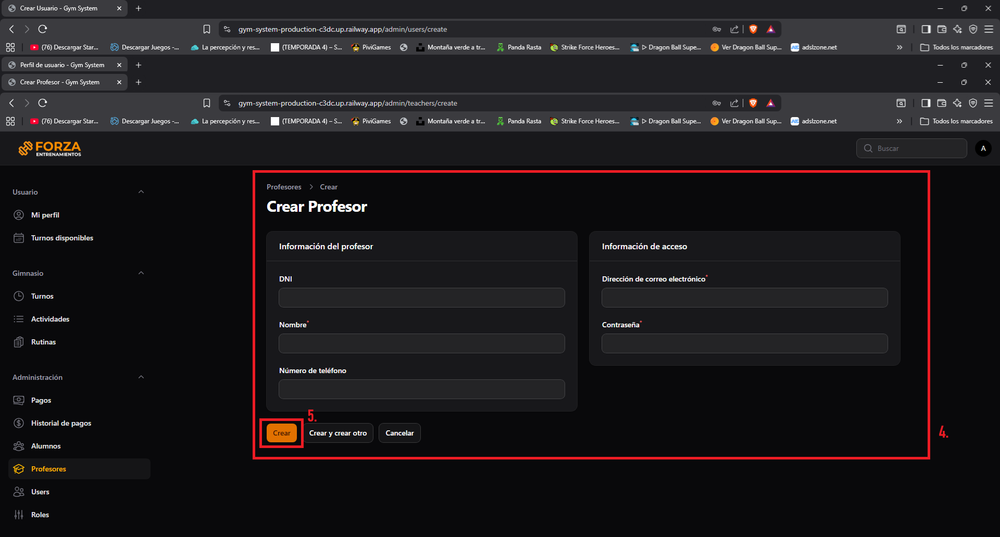 Crear Usuario - Gym System
gym-system-production-c3dc.up.railway.app/admin/users/create
(76) Descargar Star... Descargar Juegos -... La percepción y res... (TEMPORADA 4) – S... PiviGames Montaña verde a tr... Panda Rasta Strike Force Heroes... ▷ Dragon Ball Supe... Ver Dragon Ball Sup... adslzone.net » Todos los marcadores
Perfil de usuario - Gym System
Crear Profesor - Gym System
gym-system-production-c3dc.up.railway.app/admin/teachers/create
(76) Descargar Star... Descargar Juegos -... La percepción y res... (TEMPORADA 4) – S... PiviGames Montaña verde a tr... Panda Rasta Strike Force Heroes... ▷ Dragon Ball Supe... Ver Dragon Ball Sup... adslzone.net » Todos los marcadores
FORZA
ENTRENAMIENTOS
Buscar
A
Usuario
Mi perfil
Turnos disponibles
Gimnasio
Turnos
Actividades
Rutinas
Administración
Pagos
Historial de pagos
Alumnos
Profesores
Users
Roles
Profesores > Crear
Crear Profesor
Información del profesor
DNI
Nombre*
Número de teléfono
Información de acceso
Dirección de correo electrónico*
Contraseña*
5.
Crear Crear y crear otro Cancelar
4.